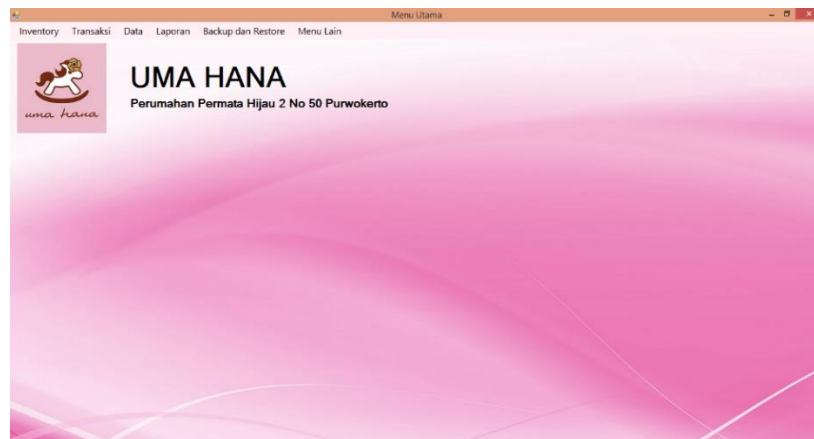 Menu Utama
Inventory Transaksi Data Laporan Backup dan Restore Menu Lain
UMA HANA
Perumahan Permata Hijau 2 No 50 Purwokerto
uma hana